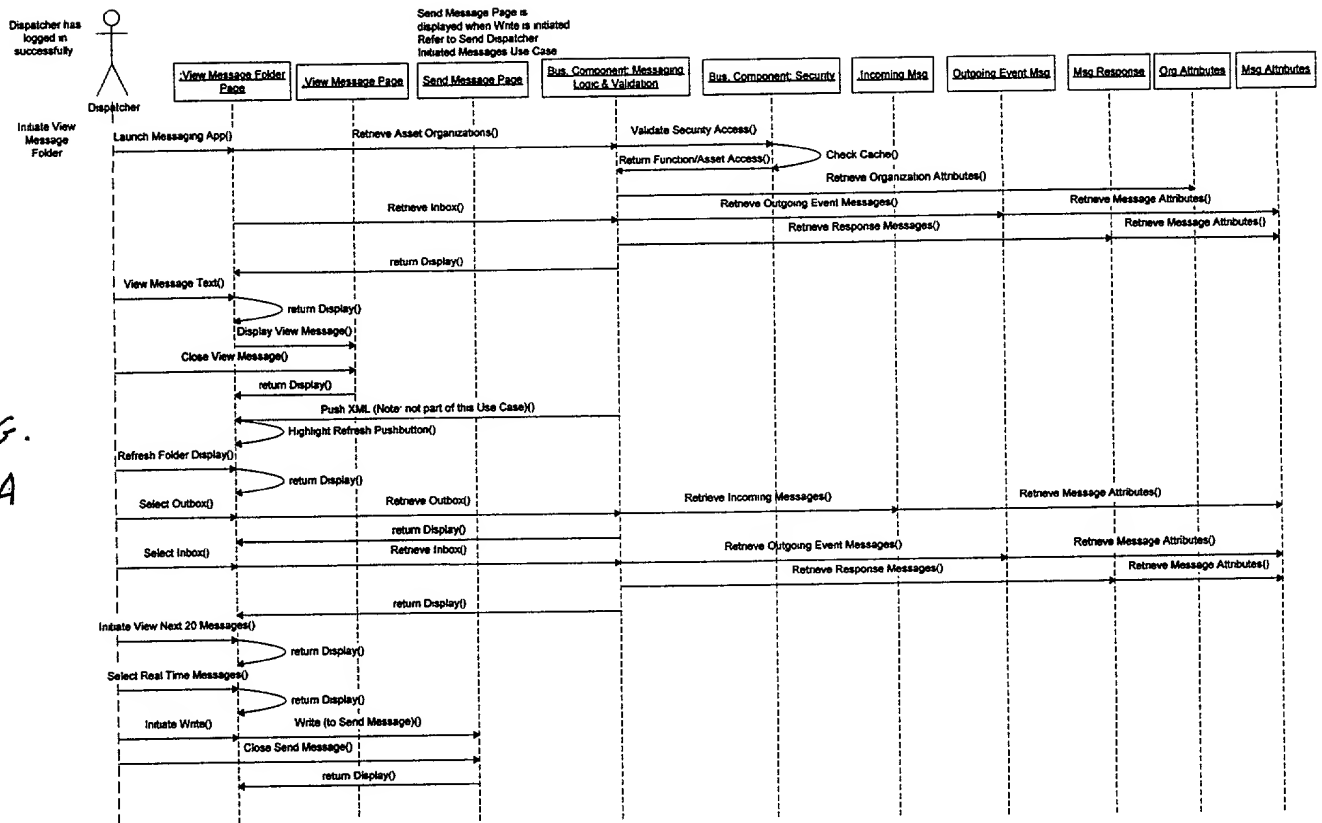 Dispatcher has
logged in
successfully
Send Message Page is
displayed when Write is initiated
Refer to Send Dispatcher
Initiated Messages Use Case
Dispatcher
:View Message Folder
Page
:View Message Page
Send Message Page
Bus. Component: Messaging
Logic & Validation
Bus. Component: Security
:Incoming Msg
Outgoing Event Msg
Msg Response
Org Attributes
Msg Attributes
Initiate View
Message
Folder
Launch Messaging App()
Retrieve Asset Organizations()
Validate Security Access()
Check Cache()
Return Function/Asset Access()
Retrieve Organization Attributes()
Retrieve Inbox()
Retrieve Outgoing Event Messages()
Retrieve Message Attributes()
Retrieve Response Messages()
Retrieve Message Attributes()
return Display()
View Message Text()
return Display()
Display View Message()
Close View Message()
return Display()
Push XML (Note: not part of this Use Case)()
Highlight Refresh Pushbutton()
Refresh Folder Display()
return Display()
Select Outbox()
Retrieve Outbox()
Retrieve Incoming Messages()
Retrieve Message Attributes()
return Display()
Select Inbox()
Retrieve Inbox()
Retrieve Outgoing Event Messages()
Retrieve Message Attributes()
Retrieve Response Messages()
Retrieve Message Attributes()
return Display()
Initiate View Next 20 Messages()
return Display()
Select Real Time Messages()
return Display()
Initiate Write()
Write (to Send Message)()
Close Send Message()
return Display()
G.
A